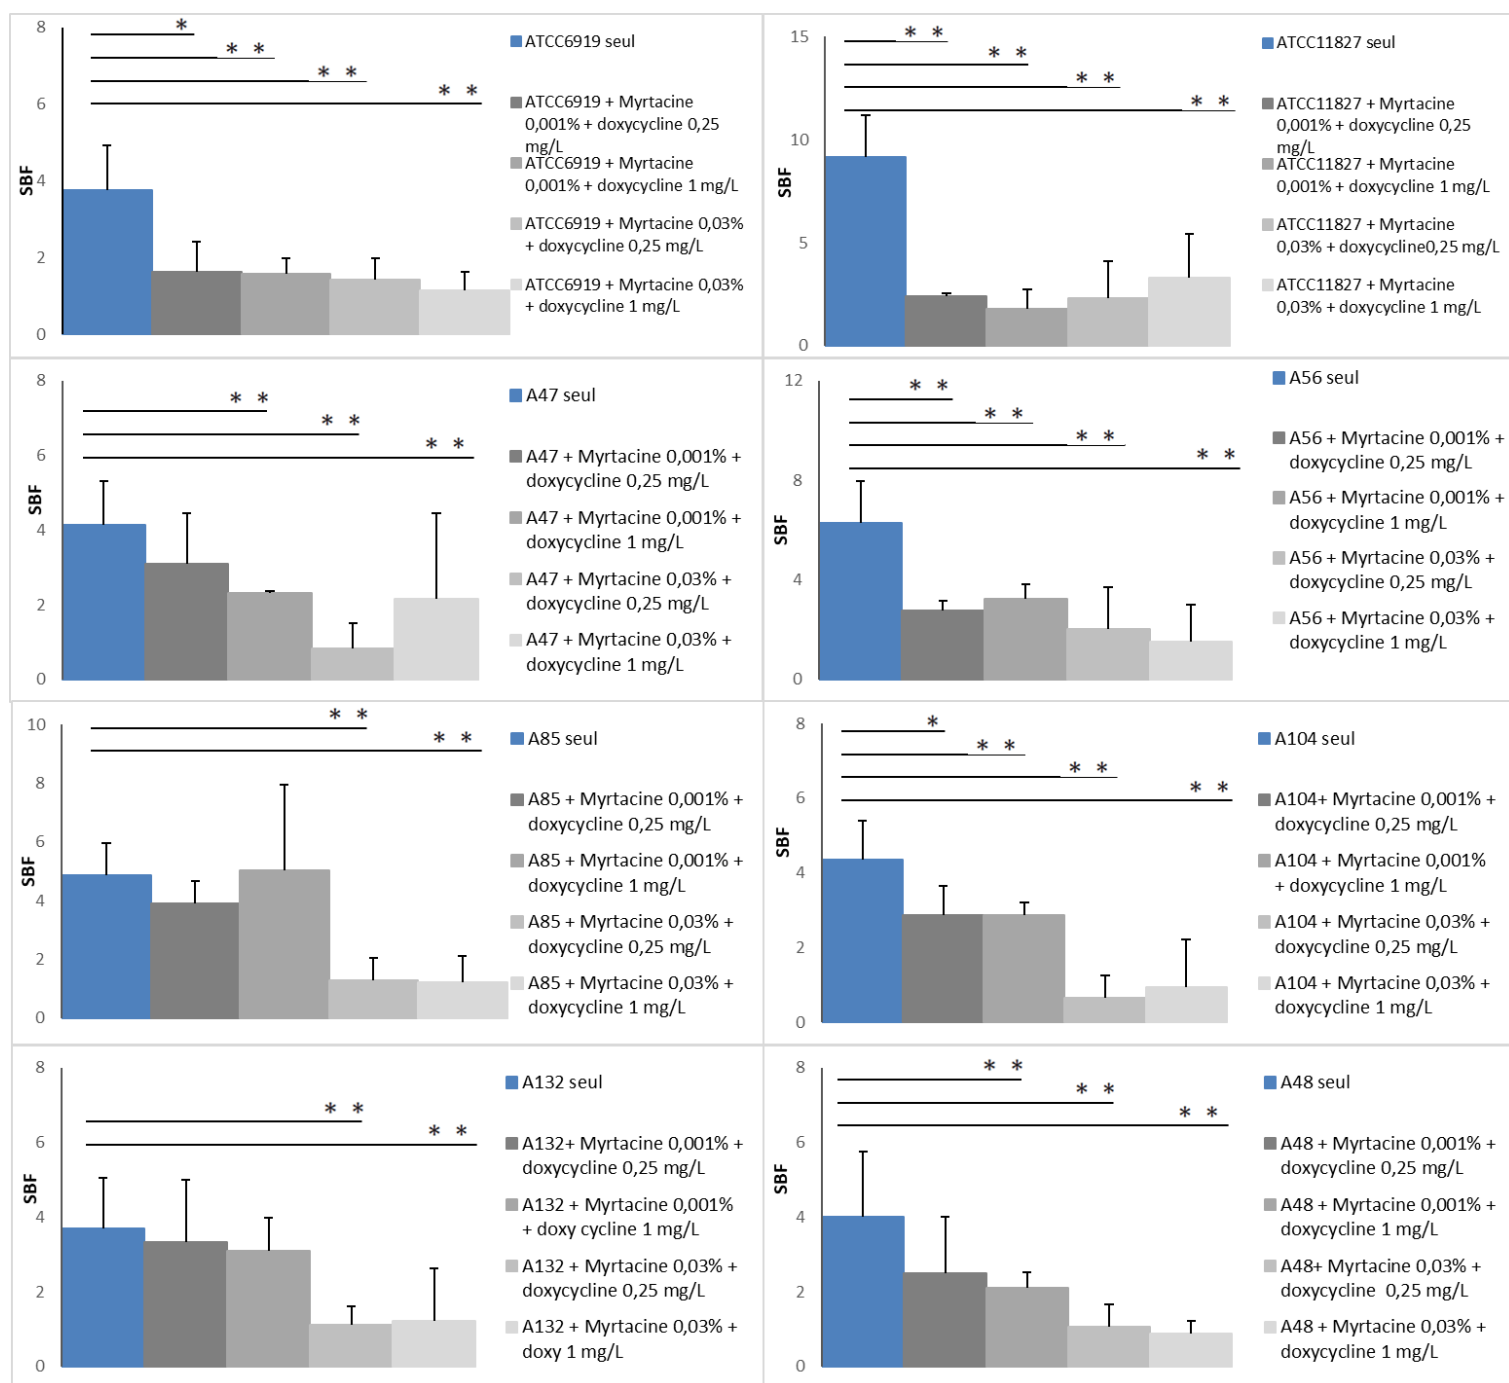 8
6
4
2
0
SBF
*
* *
* *
* *
ATCC6919 seul
ATCC6919 + Myrtacine
0,001% + doxycycline 0,25
mg/L
ATCC6919 + Myrtacine
0,001% + doxycycline 1 mg/L
ATCC6919 + Myrtacine 0,03%
+ doxycycline 0,25 mg/L
ATCC6919 + Myrtacine 0,03%
+ doxycycline 1 mg/L
15
10
5
0
SBF
* *
* *
* *
* *
ATCC11827 seul
ATCC11827 + Myrtacine
0,001% + doxycycline 0,25
mg/L
ATCC11827 + Myrtacine
0,001% + doxycycline 1 mg/L
ATCC11827 + Myrtacine
0,03% + doxycycline0,25 mg/L
ATCC11827 + Myrtacine
0,03% + doxycycline 1 mg/L
8
6
4
2
0
SBF
* *
* *
* *
A47 seul
A47 + Myrtacine 0,001% +
doxycycline 0,25 mg/L
A47 + Myrtacine 0,001% +
doxycycline 1 mg/L
A47 + Myrtacine 0,03% +
doxycycline 0,25 mg/L
A47 + Myrtacine 0,03% +
doxycycline 1 mg/L
12
8
4
0
SBF
* *
* *
* *
* *
A56 seul
A56 + Myrtacine 0,001% +
doxycycline 0,25 mg/L
A56 + Myrtacine 0,001% +
doxycycline 1 mg/L
A56 + Myrtacine 0,03% +
doxycycline 0,25 mg/L
A56 + Myrtacine 0,03% +
doxycycline 1 mg/L
10
8
6
4
2
0
SBF
* *
* *
A85 seul
A85 + Myrtacine 0,001% +
doxycycline 0,25 mg/L
A85 + Myrtacine 0,001% +
doxycycline 1 mg/L
A85 + Myrtacine 0,03% +
doxycycline 0,25 mg/L
A85 + Myrtacine 0,03% +
doxycycline 1 mg/L
8
6
4
2
0
SBF
*
* *
* *
* *
A104 seul
A104+ Myrtacine 0,001% +
doxycycline 0,25 mg/L
A104 + Myrtacine 0,001%
+ doxycycline 1 mg/L
A104 + Myrtacine 0,03% +
doxycycline 0,25 mg/L
A104 + Myrtacine 0,03% +
doxycycline 1 mg/L
8
6
4
2
0
SBF
* *
* *
A132 seul
A132+ Myrtacine 0,001% +
doxycycline 0,25 mg/L
A132 + Myrtacine 0,001%
+ doxy cycline 1 mg/L
A132 + Myrtacine 0,03% +
doxycycline 0,25 mg/L
A132 + Myrtacine 0,03% +
doxy 1 mg/L
8
6
4
2
0
SBF
* *
* *
* *
A48 seul
A48 + Myrtacine 0,001% +
doxycycline 0,25 mg/L
A48 + Myrtacine 0,001% +
doxycycline 1 mg/L
A48+ Myrtacine 0,03% +
doxycycline  0,25 mg/L
A48 + Myrtacine 0,03% +
doxycycline 1 mg/L